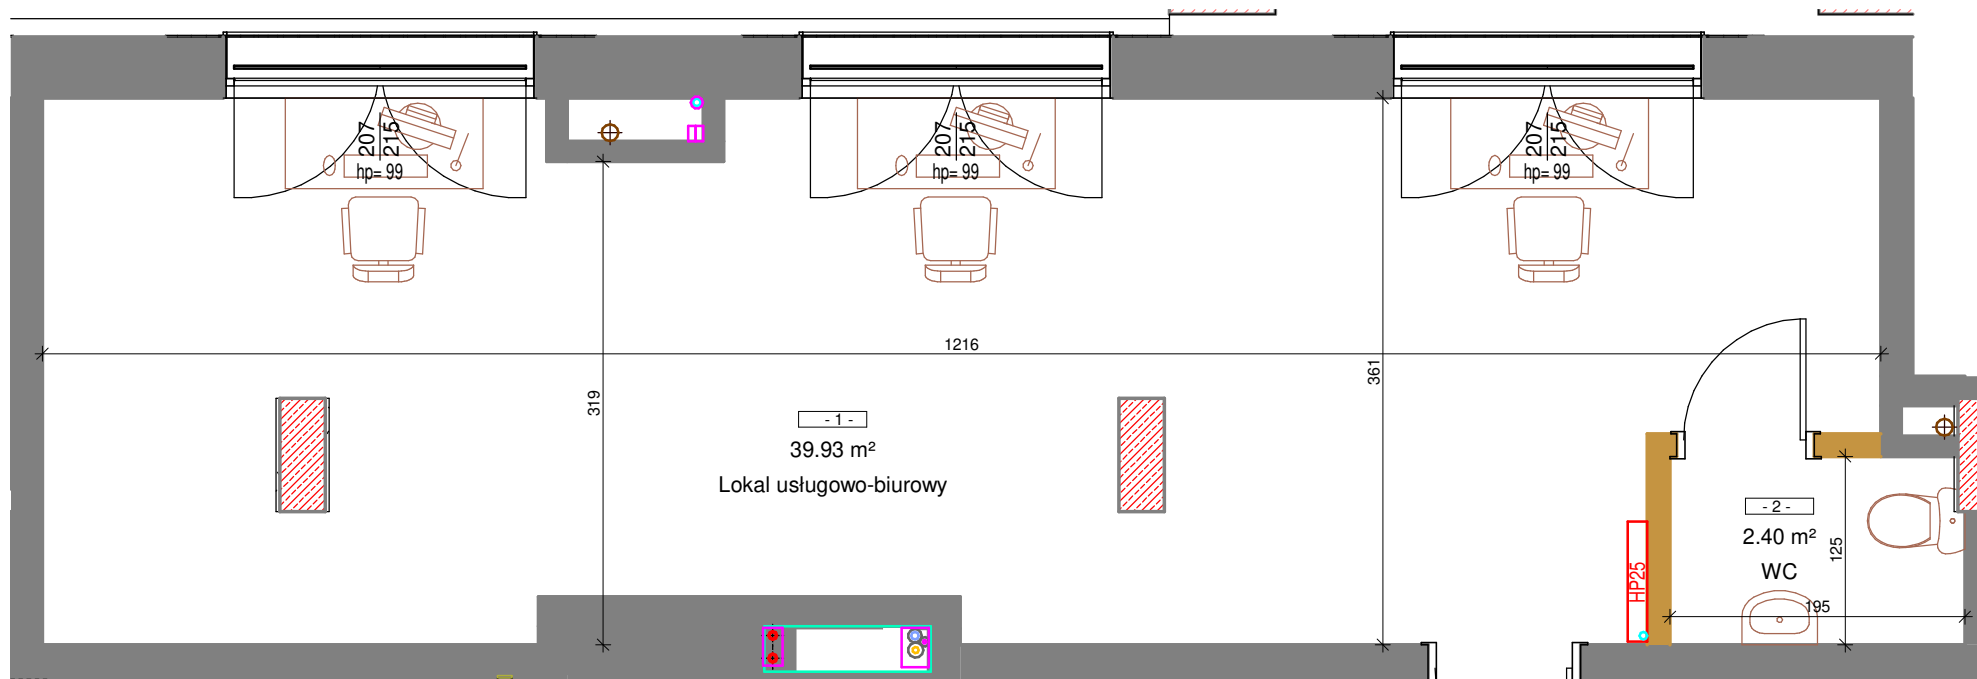 207
215
hp= 99
207
215
hp= 99
207
215
hp= 99
1216
319
361
- 1 -
39.93 m²
Lokal usługowo-biurowy
- 2 -
2.40 m²
WC
125
195
HP25